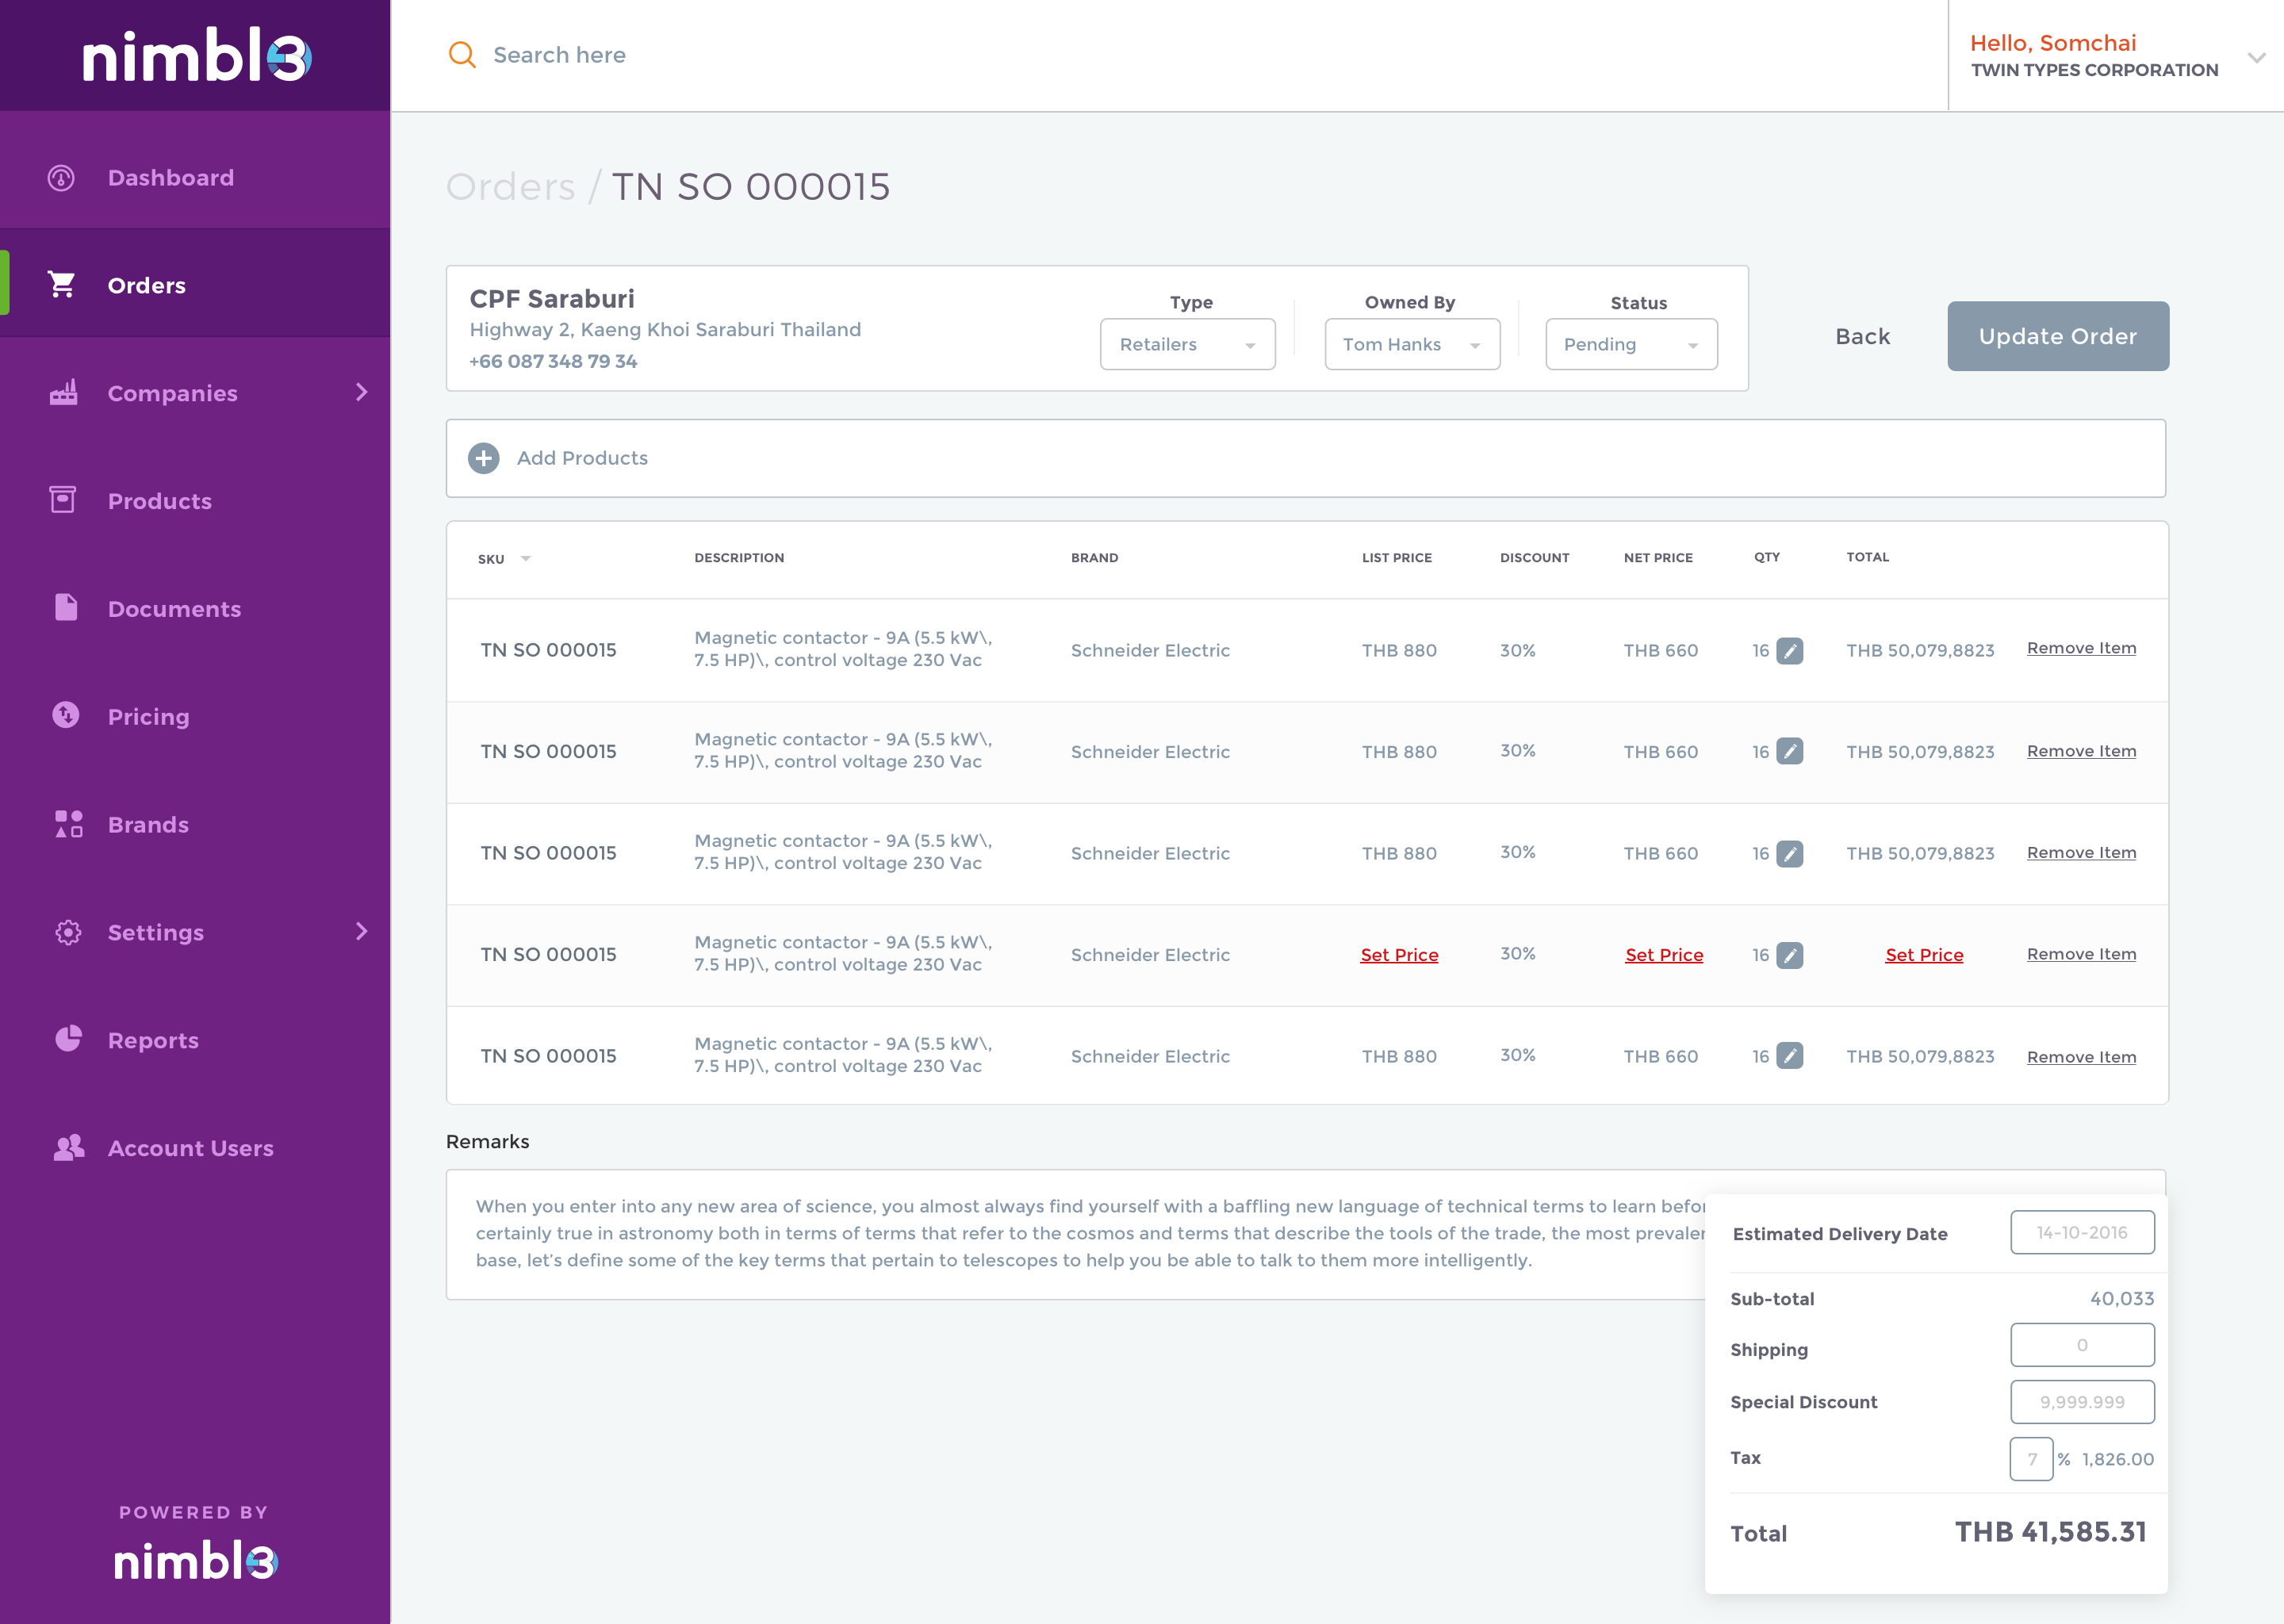 nimbl3
Search here
Hello, Somchai
TWIN TYPES CORPORATION
Dashboard
Orders
Companies
Products
Documents
Pricing
Brands
Settings
Reports
Account Users
POWERED BY
nimbl3
Orders / TN SO 000015
CPF Saraburi
Highway 2, Kaeng Khoi Saraburi Thailand
+66 087 348 79 34
Type
Retailers
Owned By
Tom Hanks
Status
Pending
Back
Update Order
Add Products
SKU DESCRIPTION BRAND LIST PRICE DISCOUNT NET PRICE QTY TOTAL
TN SO 000015 Magnetic contactor - 9A (5.5 kW\, Schneider Electric THB 880 30% THB 660 16 THB 50,079,8823 Remove Item
7.5 HP)\, control voltage 230 Vac
TN SO 000015 Magnetic contactor - 9A (5.5 kW\, Schneider Electric THB 880 30% THB 660 16 THB 50,079,8823 Remove Item
7.5 HP)\, control voltage 230 Vac
TN SO 000015 Magnetic contactor - 9A (5.5 kW\, Schneider Electric THB 880 30% THB 660 16 THB 50,079,8823 Remove Item
7.5 HP)\, control voltage 230 Vac
TN SO 000015 Magnetic contactor - 9A (5.5 kW\, Schneider Electric Set Price 30% Set Price 16 Set Price Remove Item
7.5 HP)\, control voltage 230 Vac
TN SO 000015 Magnetic contactor - 9A (5.5 kW\, Schneider Electric THB 880 30% THB 660 16 THB 50,079,8823 Remove Item
7.5 HP)\, control voltage 230 Vac
Remarks
When you enter into any new area of science, you almost always find yourself with a baffling new language of technical terms to learn
certainly true in astronomy both in terms of terms that refer to the cosmos and terms that describe the tools of the trade, the most
base, let's define some of the key terms that pertain to telescopes to help you be able to talk to them more intelligently.
Estimated Delivery Date 14-10-2016
Sub-total 40,033
Shipping 0
Special Discount 9,999.999
Tax 7 % 1,826.00
Total THB 41,585.31